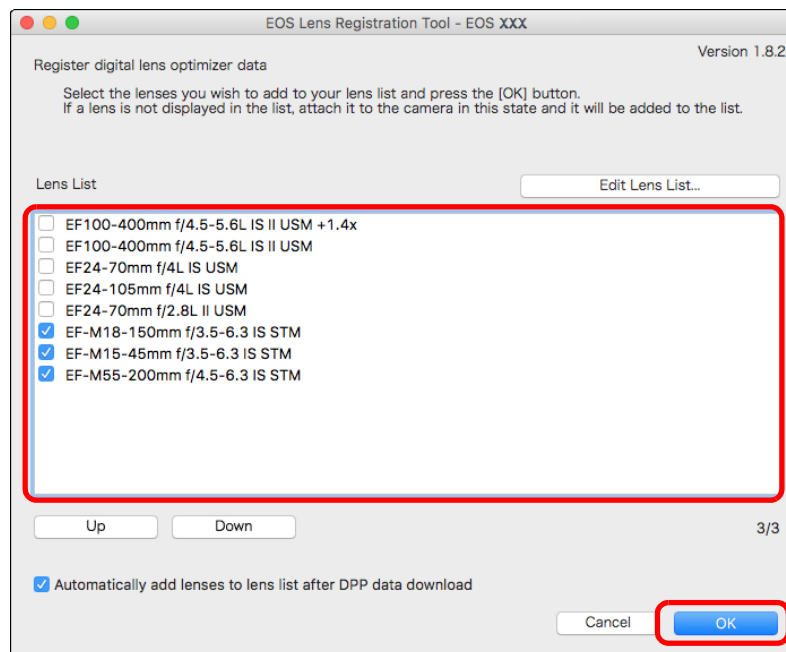 EOS Lens Registration Tool - EOS XXX
Version 1.8.2
Register digital lens optimizer data
Select the lenses you wish to add to your lens list and press the [OK] button.
If a lens is not displayed in the list, attach it to the camera in this state and it will be added to the list.
Lens List
Edit Lens List...
EF100-400mm f/4.5-5.6L IS II USM +1.4x
EF100-400mm f/4.5-5.6L IS II USM
EF24-70mm f/4L IS USM
EF24-105mm f/4L IS USM
EF24-70mm f/2.8L II USM
EF-M18-150mm f/3.5-6.3 IS STM
EF-M15-45mm f/3.5-6.3 IS STM
EF-M55-200mm f/4.5-6.3 IS STM
Up
Down
3/3
Automatically add lenses to lens list after DPP data download
Cancel
OK